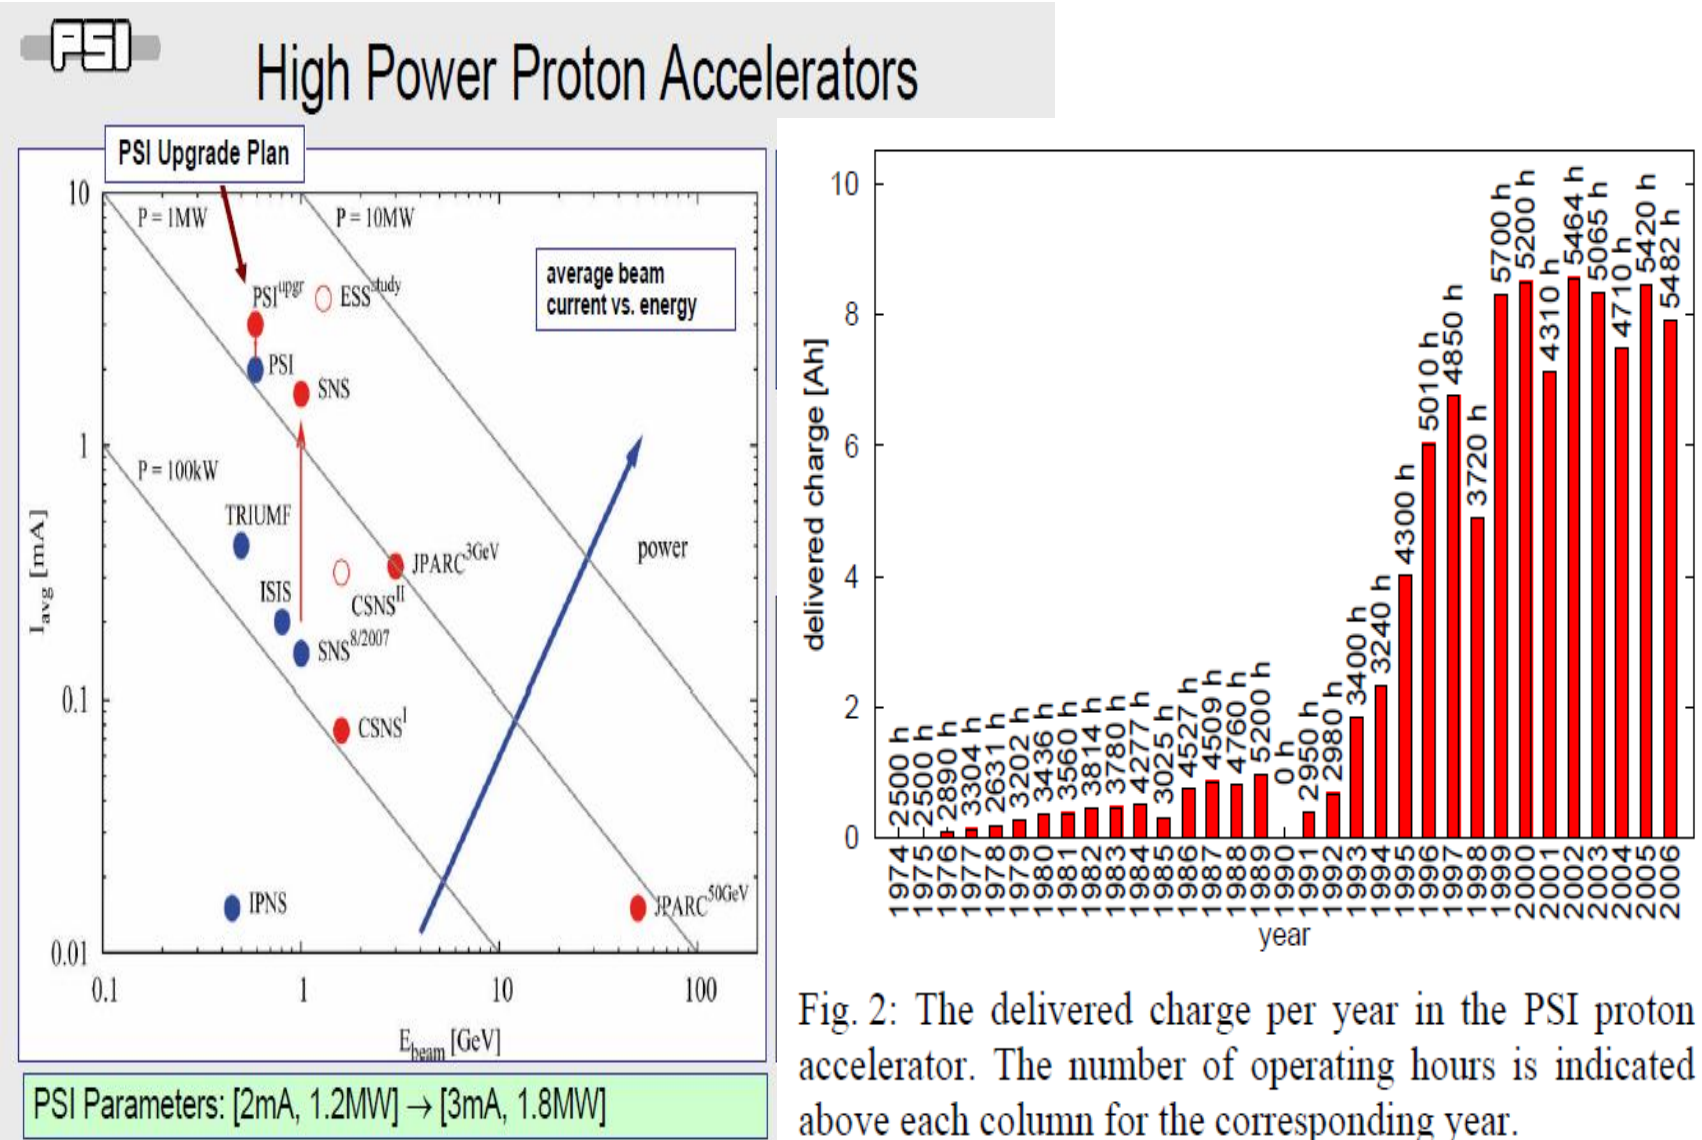 PSI
High Power Proton Accelerators
PSI Upgrade Plan
10
P = 1MW
P = 10MW
average beam
current vs. energy
PSIupgr
ESSstudy
PSI
SNS
1
P = 100kW
TRIUMF
JPARC3GeV
power
ISIS
CSNSII
SNS8/2007
Iavg [mA]
0.1
CSNSI
IPNS
JPARC50GeV
0.01
0.1
1
10
100
Ebeam [GeV]
PSI Parameters: [2mA, 1.2MW] → [3mA, 1.8MW]
delivered charge [Ah]
10
8
6
4
2
0
2500 h
2500 h
2890 h
3304 h
2631 h
3202 h
3436 h
3560 h
3814 h
3780 h
4277 h
3025 h
4527 h
4509 h
4760 h
5200 h
0 h
2950 h
2980 h
3400 h
3240 h
4300 h
5010 h
4850 h
3720 h
5700 h
5200 h
4310 h
5464 h
5065 h
4710 h
5420 h
5482 h
1974
1975
1976
1977
1978
1979
1980
1981
1982
1983
1984
1985
1986
1987
1988
1989
1990
1991
1992
1993
1994
1995
1996
1997
1998
1999
2000
2001
2002
2003
2004
2005
2006
year
Fig. 2: The delivered charge per year in the PSI proton
accelerator. The number of operating hours is indicated
above each column for the corresponding year.